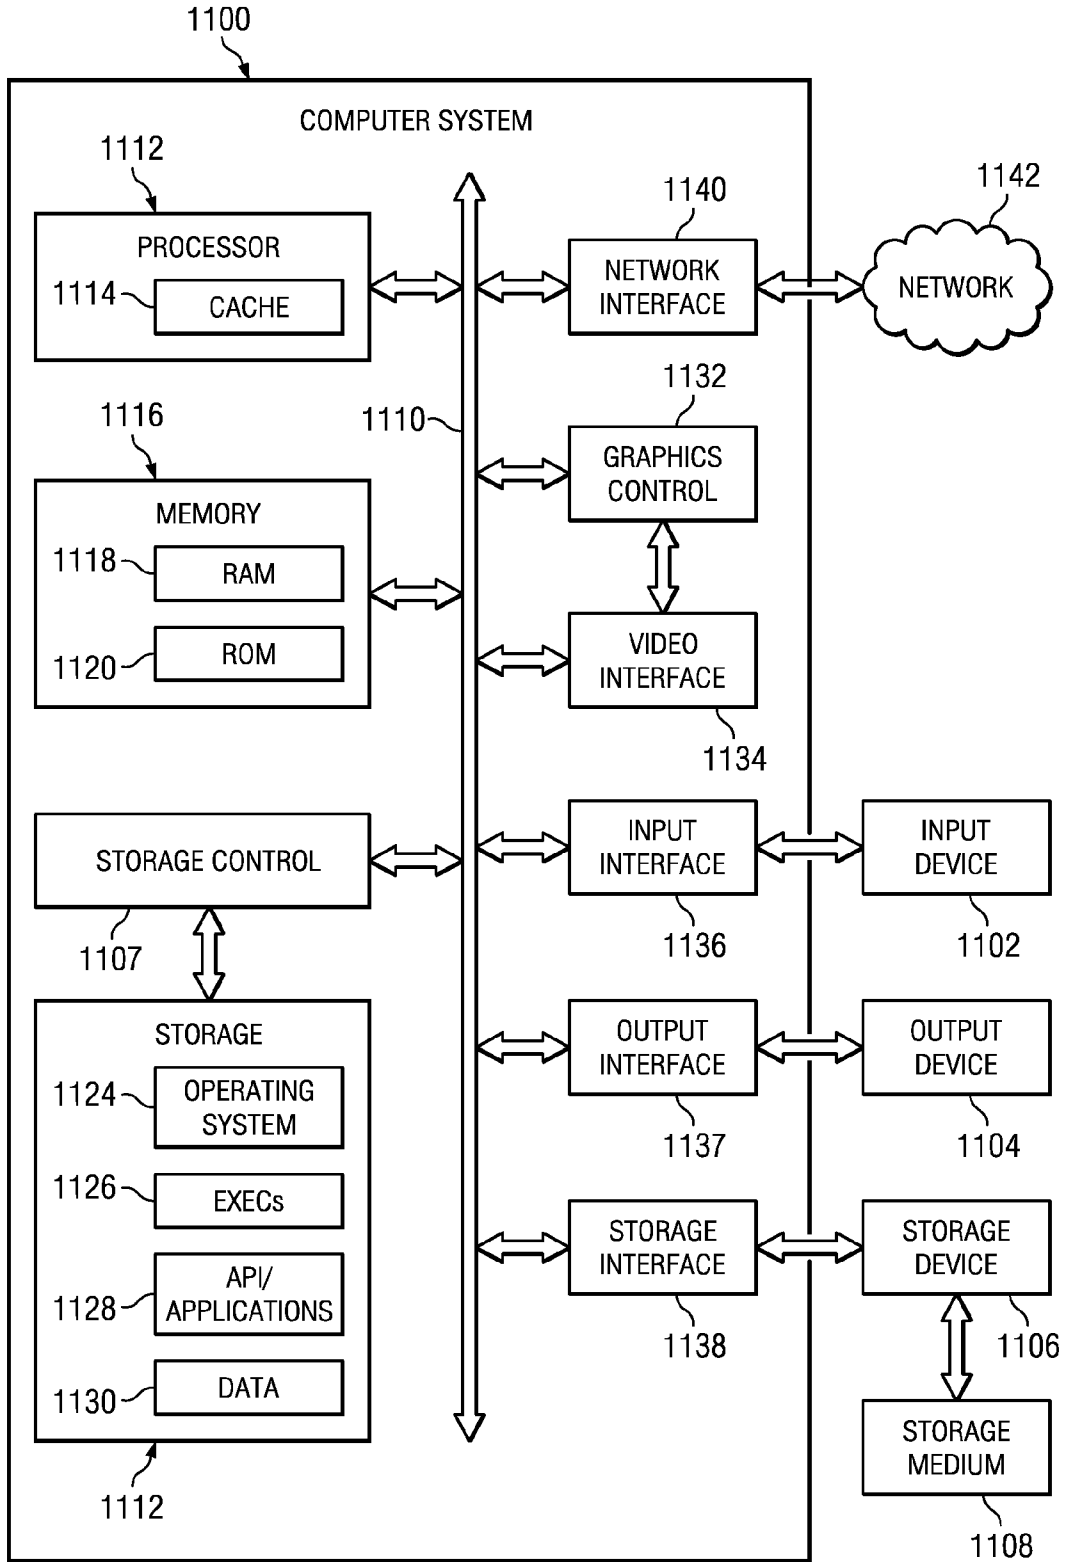 1100
COMPUTER SYSTEM
1112
PROCESSOR
1114
CACHE
1116
MEMORY
1118
RAM
1120
ROM
STORAGE CONTROL
1107
STORAGE
1124
OPERATING
SYSTEM
1126
EXECs
1128
API/
APPLICATIONS
1130
DATA
1112
1110
1140
NETWORK
INTERFACE
1142
NETWORK
1132
GRAPHICS
CONTROL
VIDEO
INTERFACE
1134
INPUT
INTERFACE
1136
INPUT
DEVICE
1102
OUTPUT
INTERFACE
1137
OUTPUT
DEVICE
1104
STORAGE
INTERFACE
1138
STORAGE
DEVICE
1106
STORAGE
MEDIUM
1108